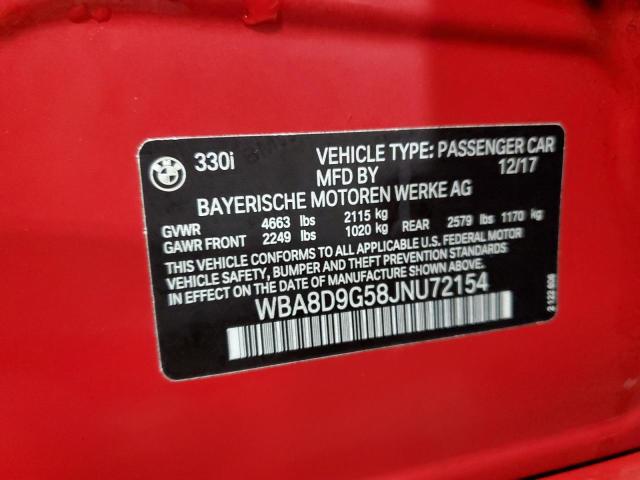 330i VEHICLE TYPE: PASSENGER CAR
MFD BY 12/17
BAYERISCHE MOTOREN WERKE AG
GVWR 4663 lbs 2115 kg
GAWR FRONT 2249 lbs 1020 kg REAR 2579 lbs 1170 kg
THIS VEHICLE CONFORMS TO ALL APPLICABLE U.S. FEDERAL MOTOR
VEHICLE SAFETY, BUMPER AND THEFT PREVENTION STANDARDS
IN EFFECT ON THE DATE OF MANUFACTURE SHOWN ABOVE.
WBA8D9G58JNU72154